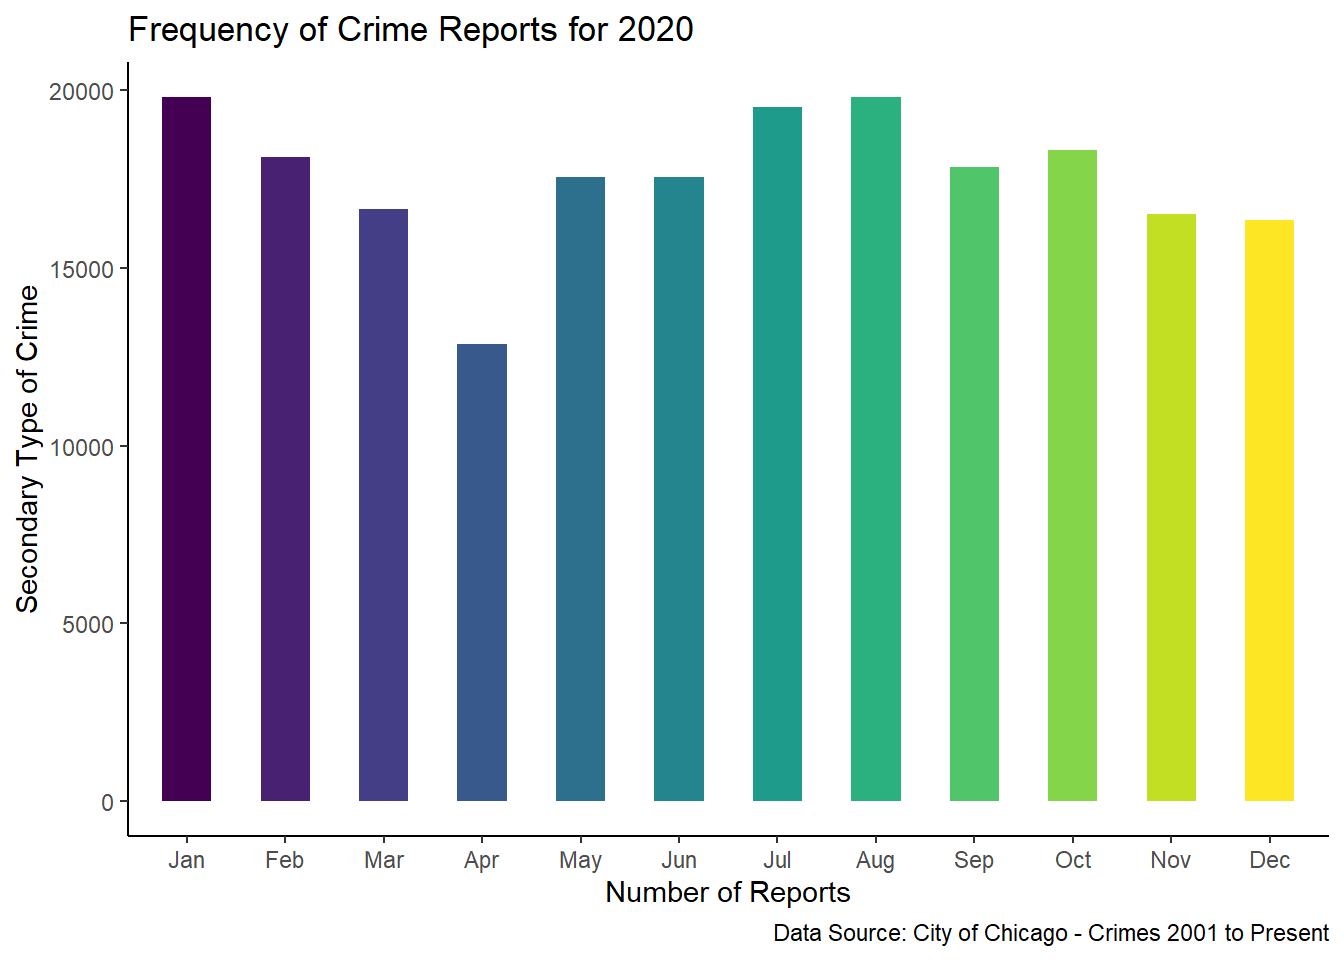 Frequency of Crime Reports for 2020
Secondary Type of Crime
20000
15000
10000
5000
0
Jan Feb Mar Apr May Jun Jul Aug Sep Oct Nov Dec
Number of Reports
Data Source: City of Chicago - Crimes 2001 to Present